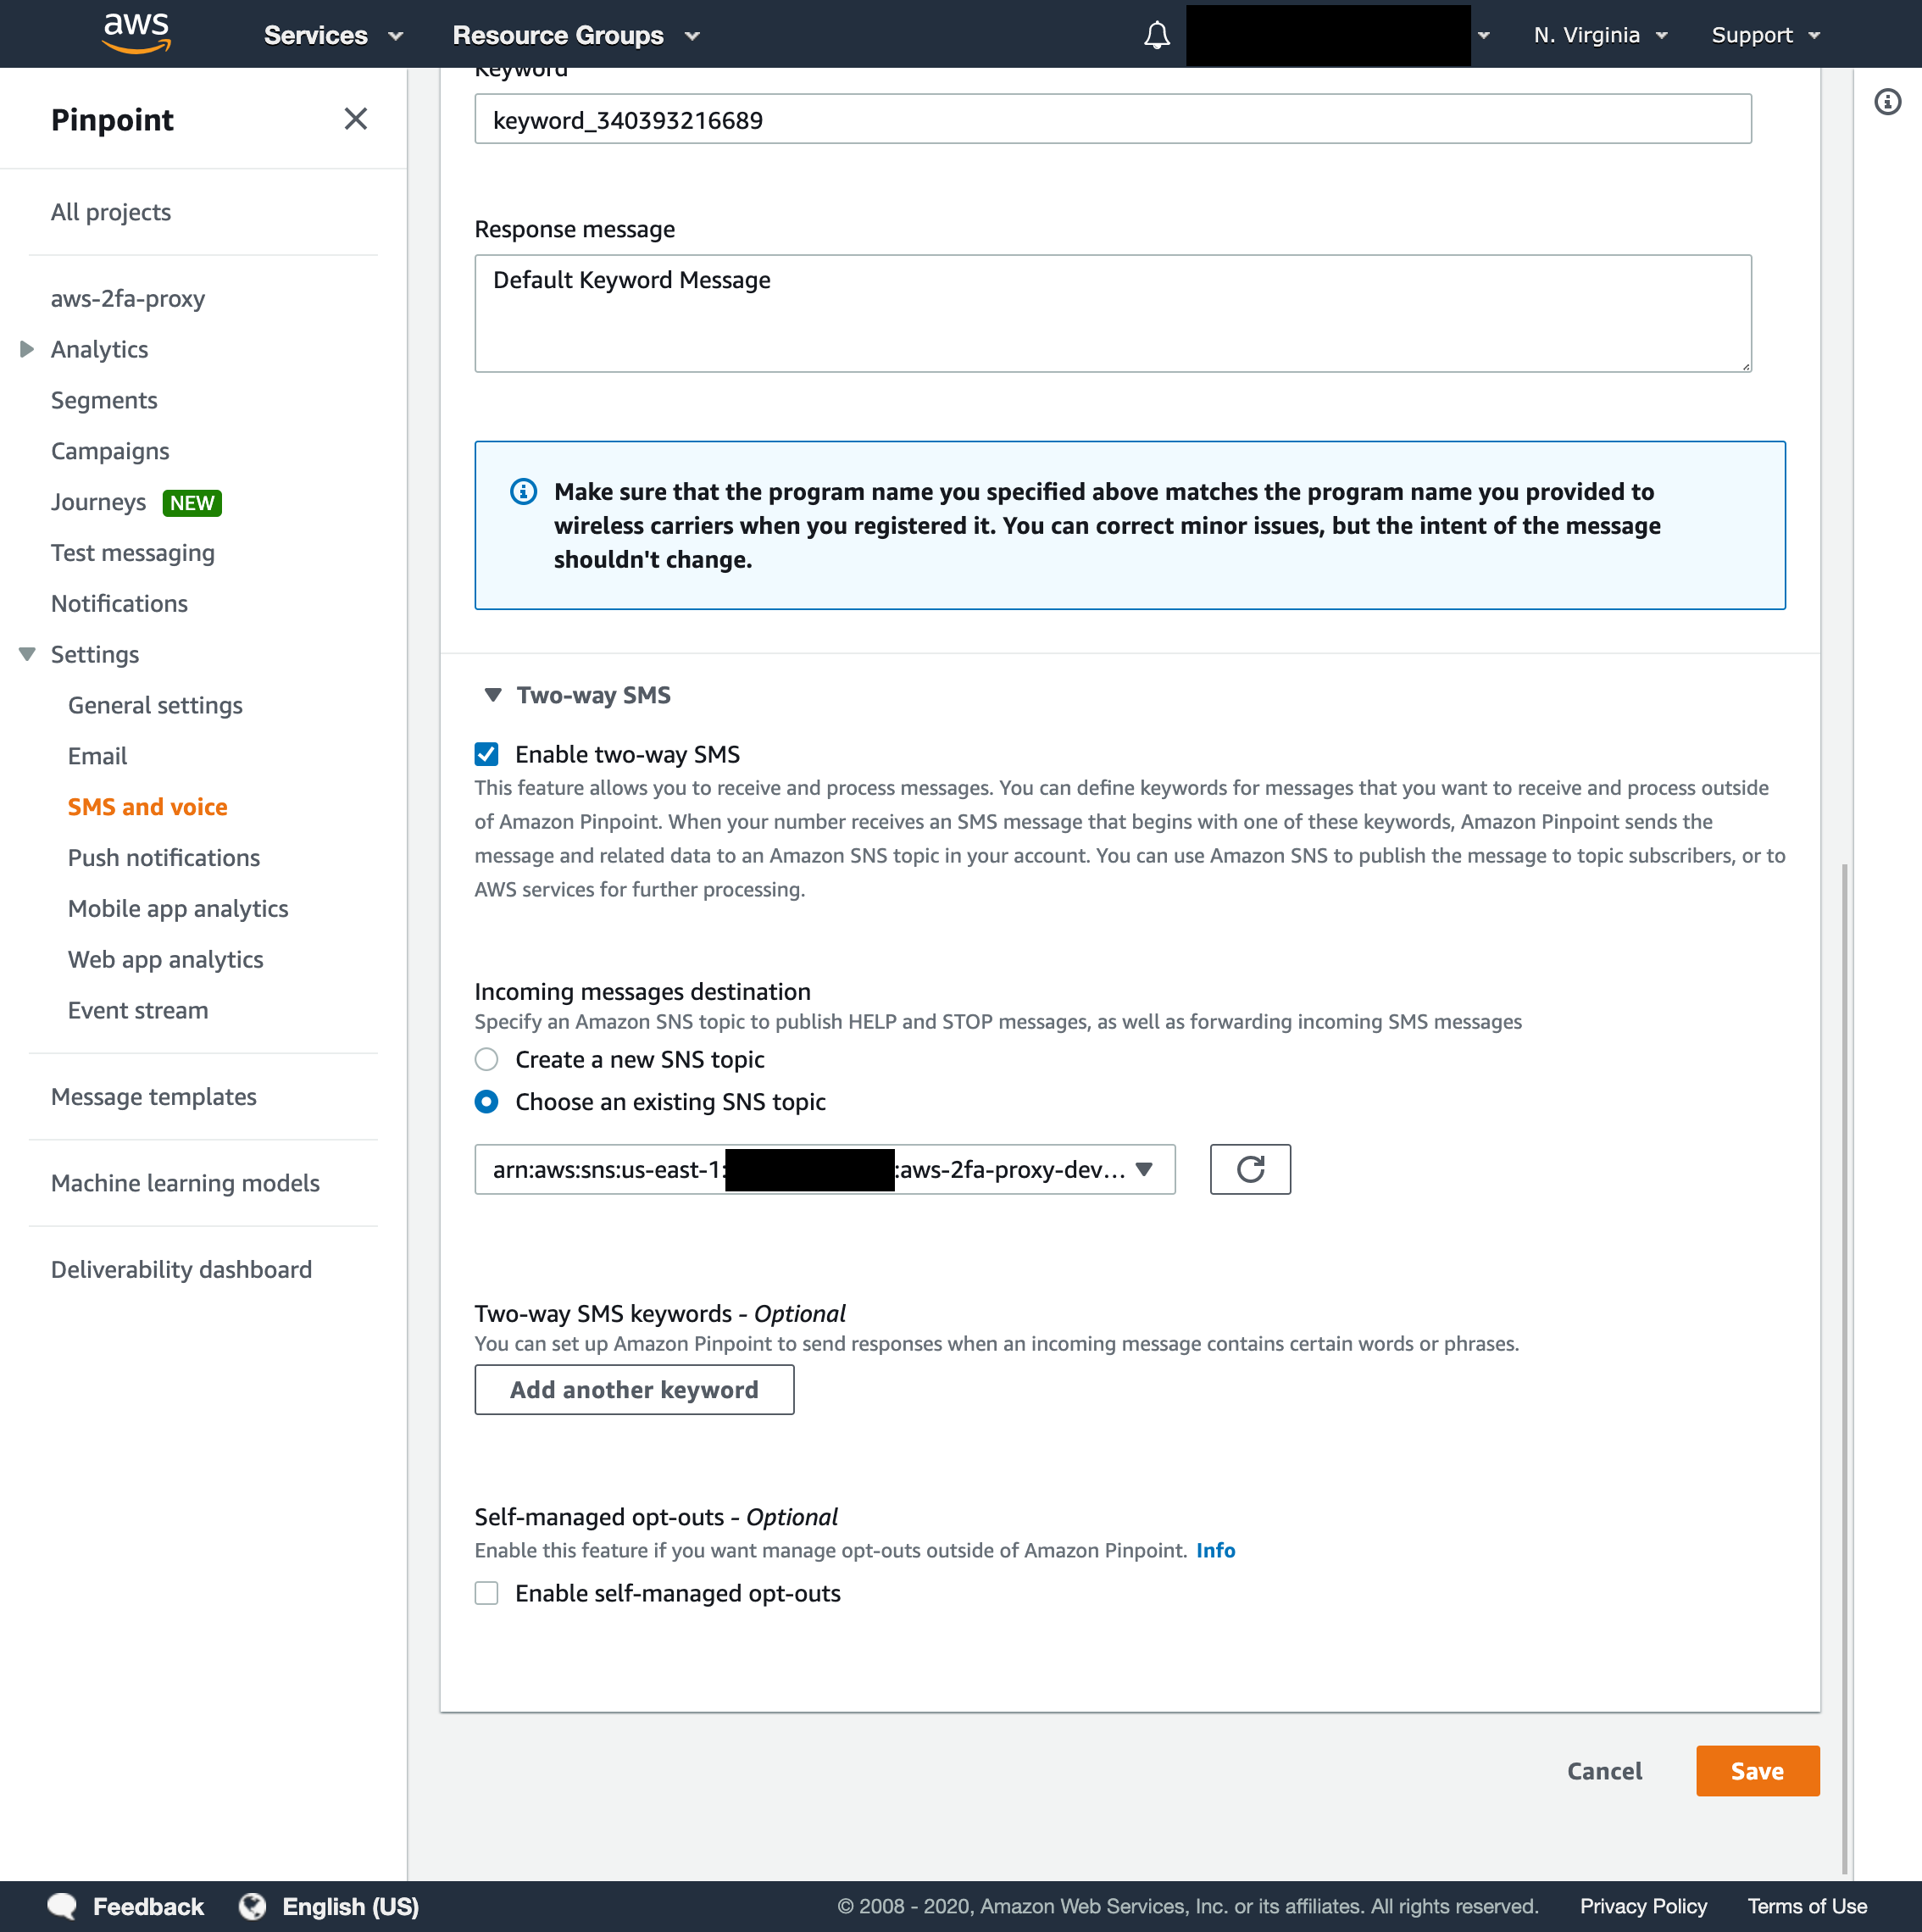 aws
Services
Resource Groups
N. Virginia
Support
Pinpoint
All projects
aws-2fa-proxy
Analytics
Segments
Campaigns
Journeys NEW
Test messaging
Notifications
Settings
General settings
Email
SMS and voice
Push notifications
Mobile app analytics
Web app analytics
Event stream
Message templates
Machine learning models
Deliverability dashboard
Keyword
keyword_340393216689
Response message
Default Keyword Message
Make sure that the program name you specified above matches the program name you provided to
wireless carriers when you registered it. You can correct minor issues, but the intent of the message
shouldn't change.
Two-way SMS
Enable two-way SMS
This feature allows you to receive and process messages. You can define keywords for messages that you want to receive and process outside
of Amazon Pinpoint. When your number receives an SMS message that begins with one of these keywords, Amazon Pinpoint sends the
message and related data to an Amazon SNS topic in your account. You can use Amazon SNS to publish the message to topic subscribers, or to
AWS services for further processing.
Incoming messages destination
Specify an Amazon SNS topic to publish HELP and STOP messages, as well as forwarding incoming SMS messages
Create a new SNS topic
Choose an existing SNS topic
arn:aws:sns:us-east-1: :aws-2fa-proxy-dev...
Two-way SMS keywords - Optional
You can set up Amazon Pinpoint to send responses when an incoming message contains certain words or phrases.
Add another keyword
Self-managed opt-outs - Optional
Enable this feature if you want manage opt-outs outside of Amazon Pinpoint. Info
Enable self-managed opt-outs
Cancel
Save
Feedback
English (US)
© 2008 - 2020, Amazon Web Services, Inc. or its affiliates. All rights reserved.
Privacy Policy
Terms of Use